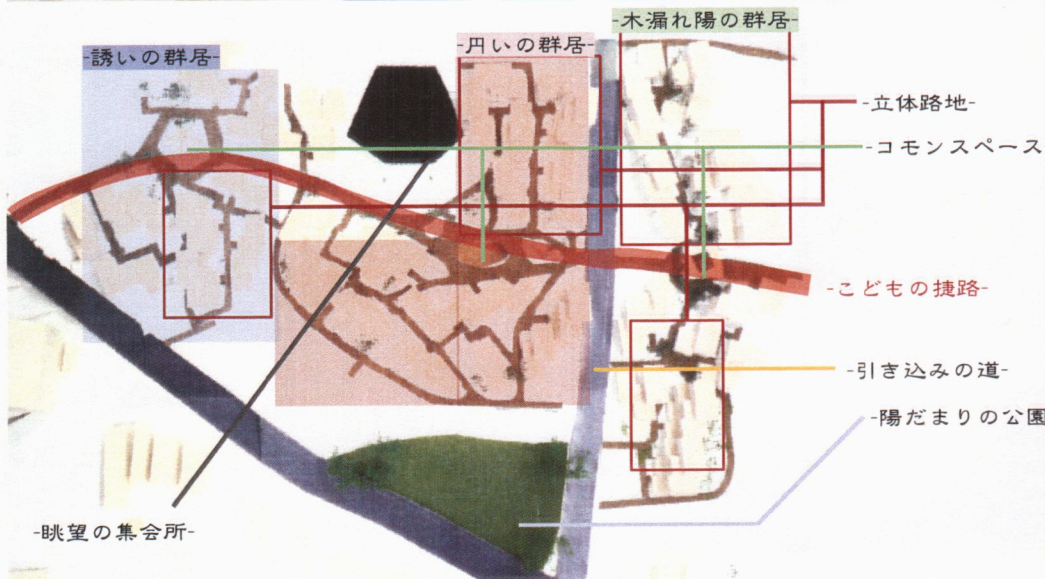 -誘いの群居-
-円いの群居-
-木漏れ陽の群居-
-立体路地-
-コモンスペース
-こどもの捷路-
-引き込みの道-
-陽だまりの公園
-眺望の集会所-